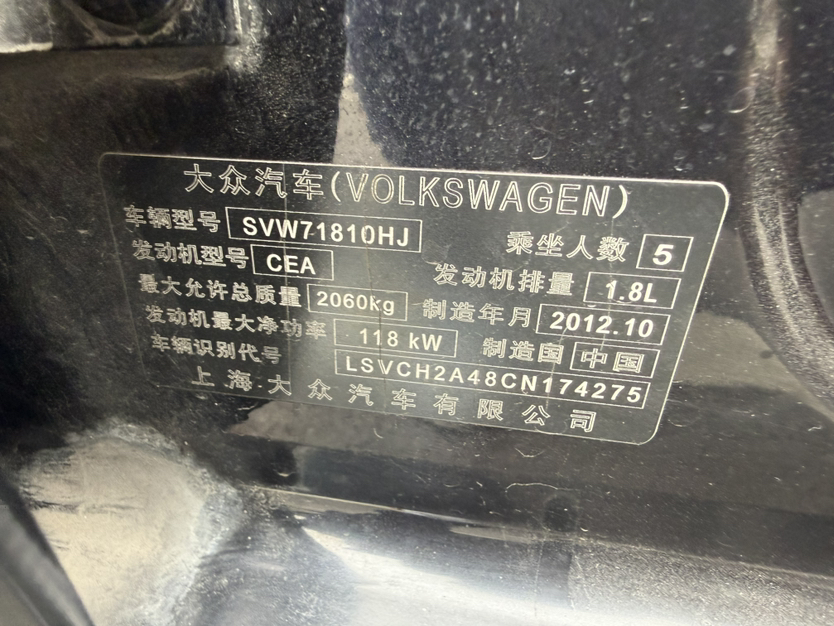 大众汽车(VOLKSWAGEN)
车辆型号 SVW71810HJ 乘坐人数 5
发动机型号 CEA 发动机排量 1.8L
最大允许总质量 2060kg 制造年月 2012.10
发动机最大净功率 118 kW 制造国 中国
车辆识别代号 LSVCH2A48CN174275
上海大众汽车有限公司